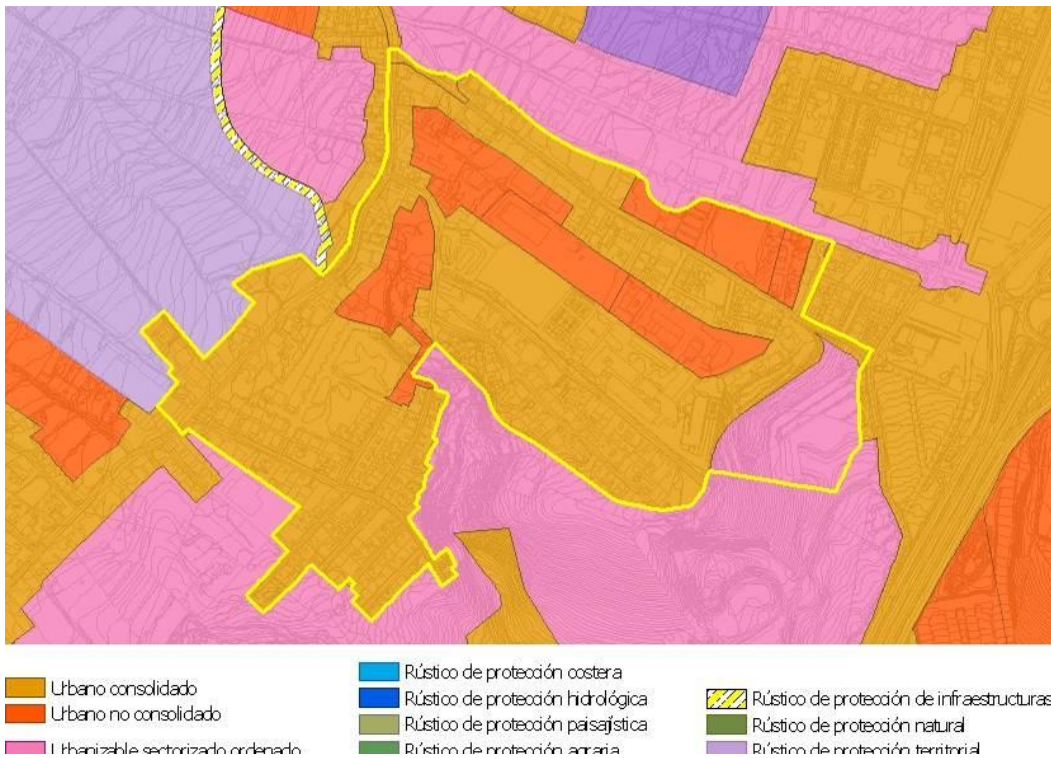 Urbano consolidado
Urbano no consolidado
Urbanizable sectorizado ordenado
Rústico de protección costera
Rústico de protección hidrológica
Rústico de protección paisajística
Rústico de protección agraria
Rústico de protección de infraestructuras
Rústico de protección natural
Rústico de protección territorial